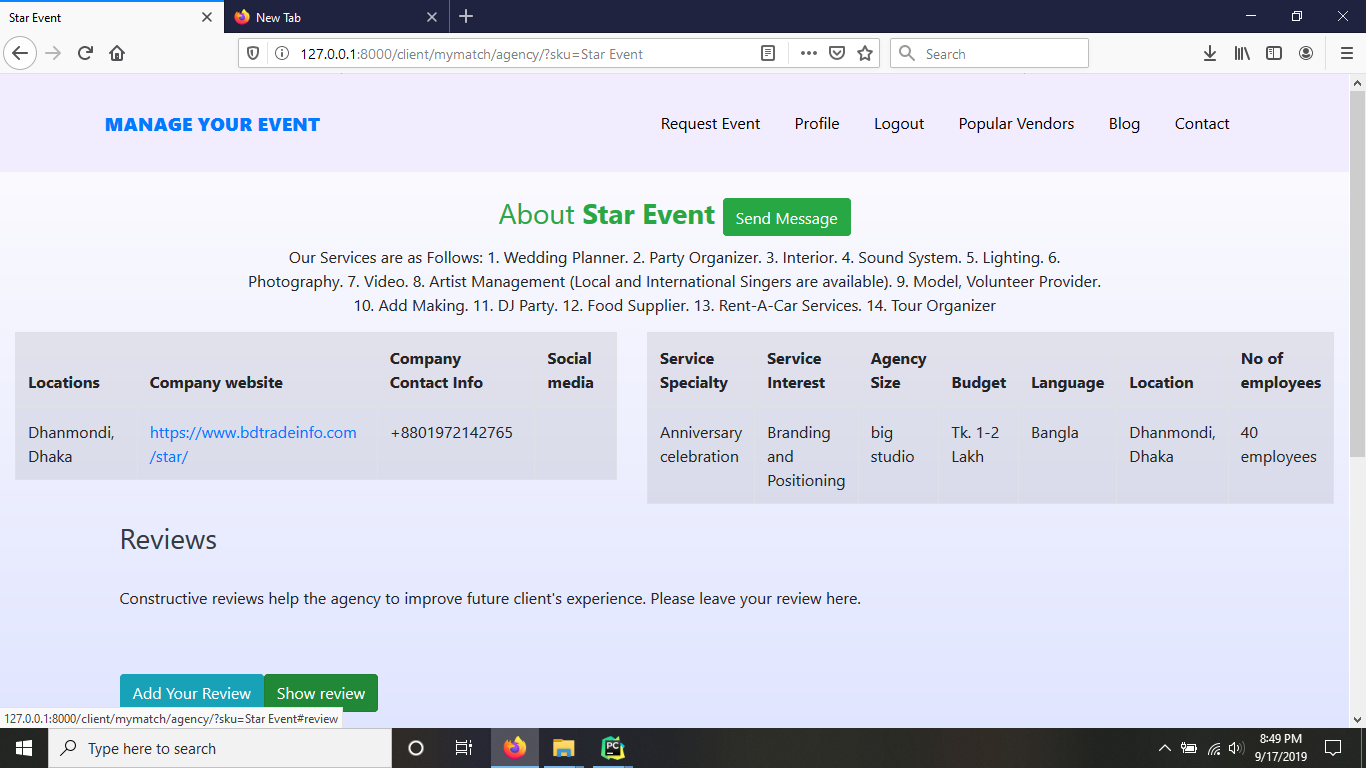 Star Event
New Tab
127.0.0.1:8000/client/mymatch/agency/?sku=Star Event
Search
MANAGE YOUR EVENT
Request Event
Profile
Logout
Popular Vendors
Blog
Contact
About Star Event
Send Message
Our Services are as Follows: 1. Wedding Planner. 2. Party Organizer. 3. Interior. 4. Sound System. 5. Lighting. 6.
Photography. 7. Video. 8. Artist Management (Local and International Singers are available). 9. Model, Volunteer Provider.
10. Add Making. 11. DJ Party. 12. Food Supplier. 13. Rent-A-Car Services. 14. Tour Organizer
Locations
Company website
Company
Contact Info
Social
media
Dhanmondi,
Dhaka
https://www.bdtradeinfo.com
/star/
+8801972142765
Service
Specialty
Service
Interest
Agency
Size
Budget
Language
Location
No of
employees
Anniversary
celebration
Branding
and
Positioning
big
studio
Tk. 1-2
Lakh
Bangla
Dhanmondi,
Dhaka
40
employees
Reviews
Constructive reviews help the agency to improve future client's experience. Please leave your review here.
Add Your Review
Show review
127.0.0.1:8000/client/mymatch/agency/?sku=Star Event#review
Type here to search
PC
8:49 PM
9/17/2019